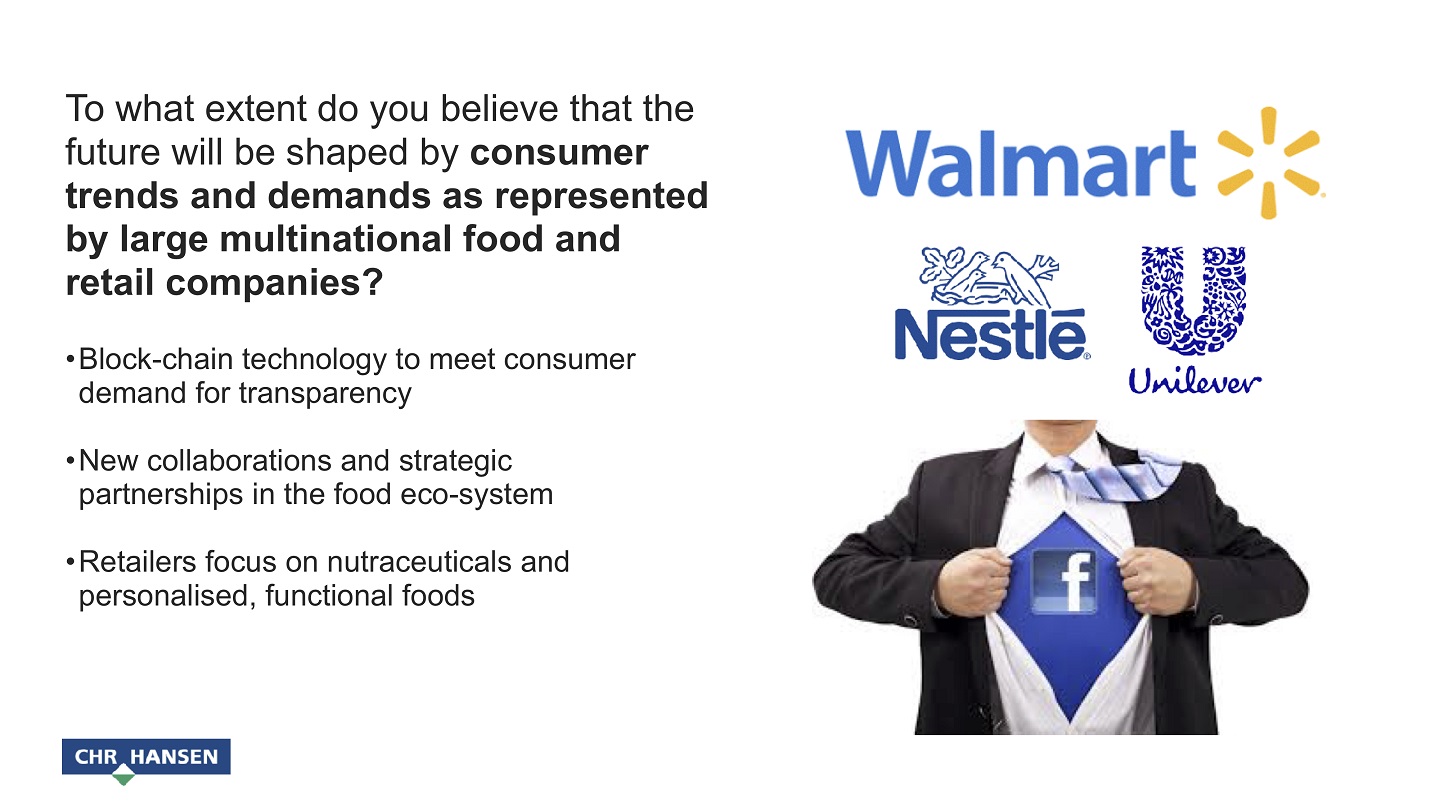 To what extent do you believe that the
future will be shaped by consumer
trends and demands as represented
by large multinational food and
retail companies?
•Block-chain technology to meet consumer
demand for transparency
•New collaborations and strategic
partnerships in the food eco-system
•Retailers focus on nutraceuticals and
personalised, functional foods
Walmart
Nestlé®
Unilever
f
CHR HANSEN